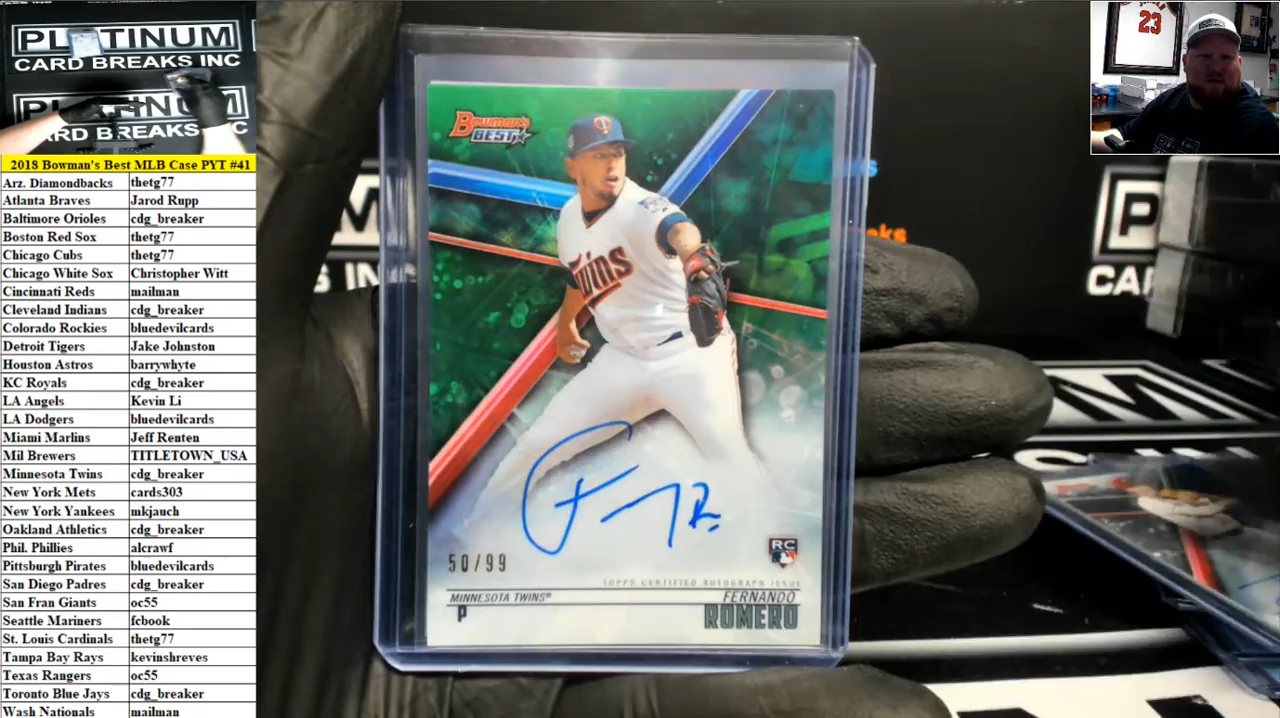 PLATINUM
CARD BREAKS INC
PLATINUM
CARD BREAKS INC
23
2018 Bowman's Best MLB Case PYT #41
Arz. Diamondbacks thetg77
Atlanta Braves Jarod Rupp
Baltimore Orioles cdg_breaker
Boston Red Sox thetg77
Chicago Cubs thetg77
Chicago White Sox Christopher Witt
Cincinnati Reds mailman
Cleveland Indians cdg_breaker
Colorado Rockies bluedevilcards
Detroit Tigers Jake Johnston
Houston Astros barrywhyte
KC Royals cdg_breaker
LA Angels Kevin Li
LA Dodgers bluedevilcards
Miami Marlins Jeff Renten
Mil Brewers TITLETOWN_USA
Minnesota Twins cdg_breaker
New York Mets cards303
New York Yankees mkjauch
Oakland Athletics cdg_breaker
Phil. Phillies alcrawf
Pittsburgh Pirates bluedevilcards
San Diego Padres cdg_breaker
San Fran Giants oc55
Seattle Mariners fcbook
St. Louis Cardinals thetg77
Tampa Bay Rays kevinshreves
Texas Rangers oc55
Toronto Blue Jays cdg_breaker
Wash Nationals mailman
Bowman's
BEST
Twins
50/99
RC
TOPPS CERTIFIED AUTOGRAPH ISSUE
MINNESOTA TWINS®
P
FERNANDO
ROMERO